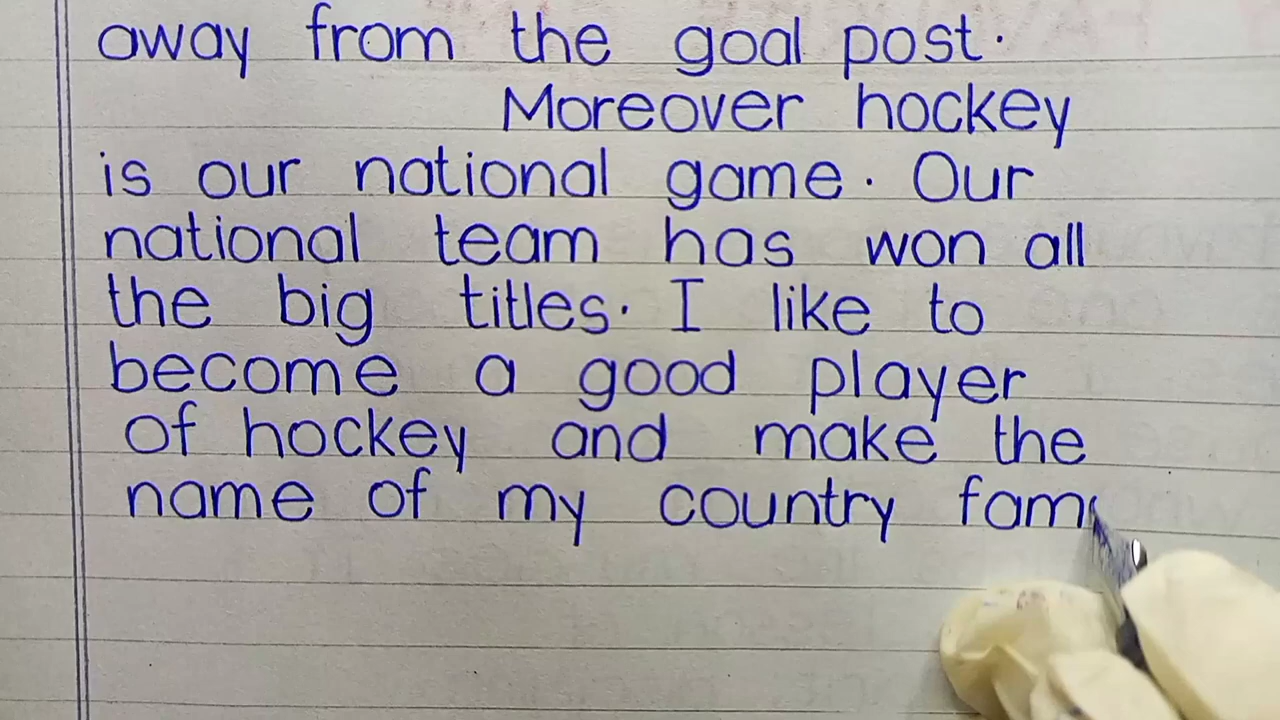 away from the goal post.
Moreover hockey
is our national game. Our
national team has won all
the big titles. I like to
become a good player
of hockey and make the
name of my country fam